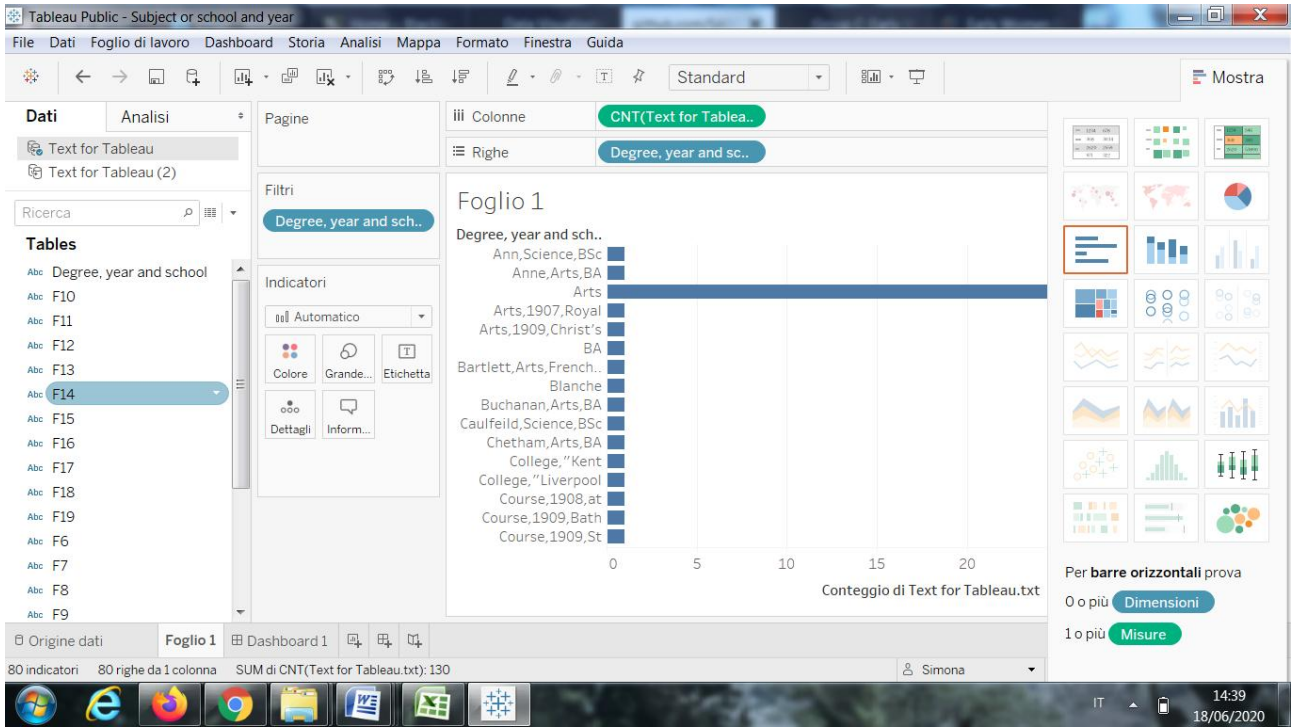 Tableau Public - Subject or school and year
File Dati Foglio di lavoro Dashboard Storia Analisi Mappa Formato Finestra Guida
Standard
Mostra
Dati Analisi
Text for Tableau
Text for Tableau (2)
Ricerca
Tables
Abc Degree, year and school
Abc F10
Abc F11
Abc F12
Abc F13
Abc F14
Abc F15
Abc F16
Abc F17
Abc F18
Abc F19
Abc F6
Abc F7
Abc F8
Abc F9
Pagine
Filtri
Degree, year and sch..
Indicatori
Automatico
Colore Grande... Etichetta
Dettagli Inform...
iii Colonne CNT(Text for Tablea..
Righe Degree, year and sc..
Foglio 1
Degree, year and sch..
Ann,Science,BSc
Anne,Arts,BA
Arts
Arts,1907,Royal
Arts,1909,Christ's
BA
Bartlett,Arts,French..
Blanche
Buchanan,Arts,BA
Caulfeild,Science,BSc
Chetham,Arts,BA
College,"Kent
College,"Liverpool
Course,1908,at
Course,1909,Bath
Course,1909,St
0 5 10 15 20
Conteggio di Text for Tableau.txt
Per barre orizzontali prova
0 o più Dimensioni
1 o più Misure
Origine dati Foglio 1 Dashboard 1
80 indicatori 80 righe da 1 colonna SUM di CNT(Text for Tableau.txt): 130
Simona
IT
14:39
18/06/2020